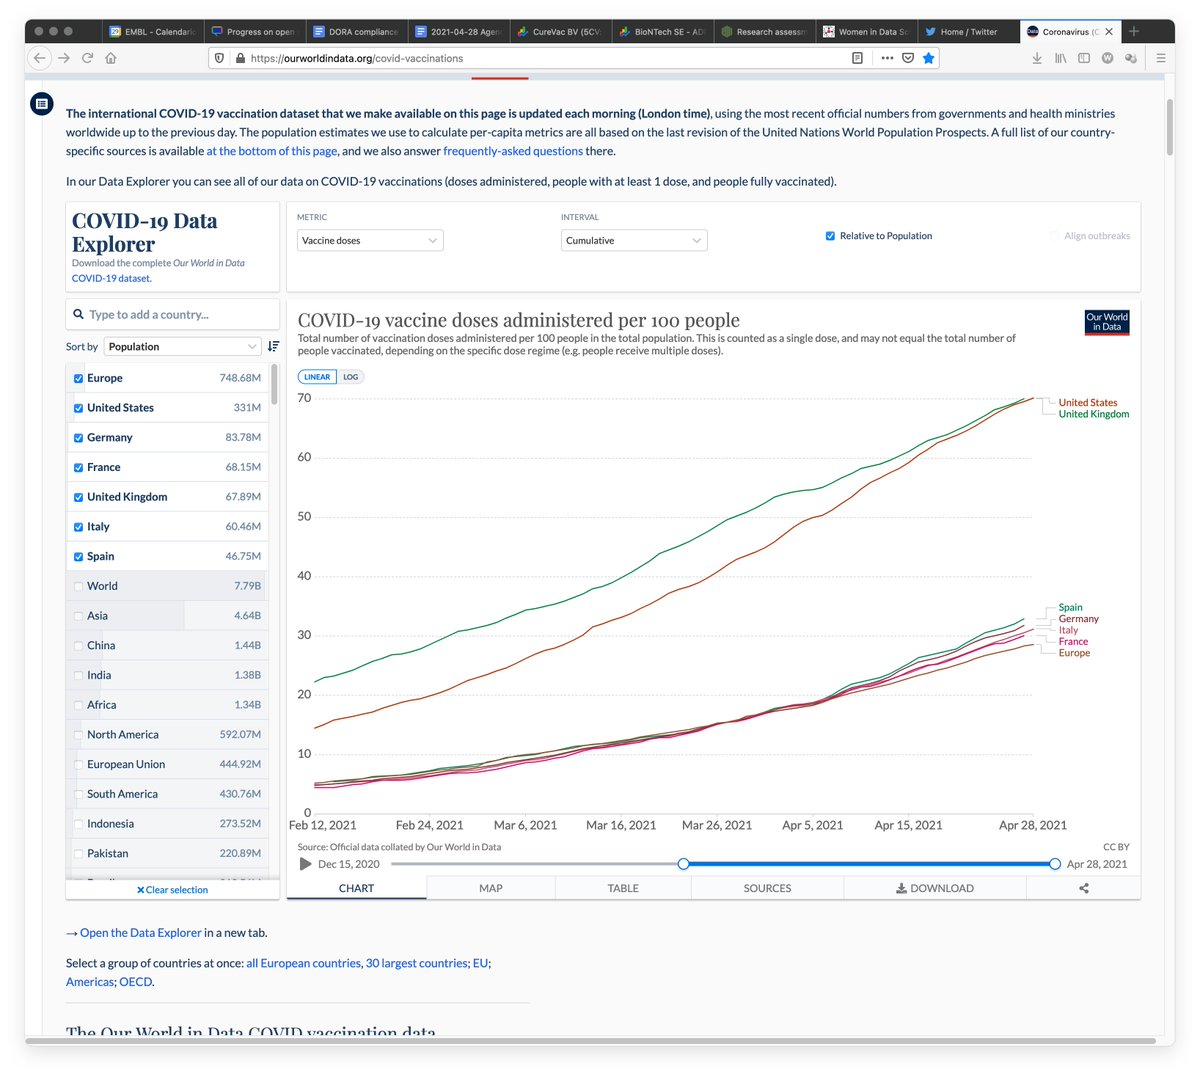 EMBL - Calendaric
Progress on open
DORA compliance
2021-04-28 Agen
CureVac BV (5CV
BioNTech SE - AD
Research assessm
Women in Data Sc
Home / Twitter
Coronavirus (C
https://ourworldindata.org/covid-vaccinations
The international COVID-19 vaccination dataset that we make available on this page is updated each morning (London time), using the most recent official numbers from governments and health ministries
worldwide up to the previous day. The population estimates we use to calculate per-capita metrics are all based on the last revision of the United Nations World Population Prospects. A full list of our country-
specific sources is available at the bottom of this page, and we also answer frequently-asked questions there.
In our Data Explorer you can see all of our data on COVID-19 vaccinations (doses administered, people with at least 1 dose, and people fully vaccinated).
COVID-19 Data
Explorer
Download the complete Our World in Data
COVID-19 dataset.
METRIC
Vaccine doses
INTERVAL
Cumulative
Relative to Population
Align outbreaks
Type to add a country...
Sort by Population
Europe 748.68M
United States 331M
Germany 83.78M
France 68.15M
United Kingdom 67.89M
Italy 60.46M
Spain 46.75M
World 7.79B
Asia 4.64B
China 1.44B
India 1.38B
Africa 1.34B
North America 592.07M
European Union 444.92M
South America 430.76M
Indonesia 273.52M
Pakistan 220.89M
Clear selection
COVID-19 vaccine doses administered per 100 people
Total number of vaccination doses administered per 100 people in the total population. This is counted as a single dose, and may not equal the total number of
people vaccinated, depending on the specific dose regime (e.g. people receive multiple doses).
Our World
in Data
LINEAR LOG
70
60
50
40
30
20
10
0
United States
United Kingdom
Spain
Germany
Italy
France
Europe
Feb 12, 2021 Feb 24, 2021 Mar 6, 2021 Mar 16, 2021 Mar 26, 2021 Apr 5, 2021 Apr 15, 2021 Apr 28, 2021
Source: Official data collated by Our World in Data
CC BY
Dec 15, 2020
Apr 28, 2021
CHART MAP TABLE SOURCES DOWNLOAD
→ Open the Data Explorer in a new tab.
Select a group of countries at once: all European countries, 30 largest countries; EU;
Americas; OECD.
The Our World in Data COVID vaccination data